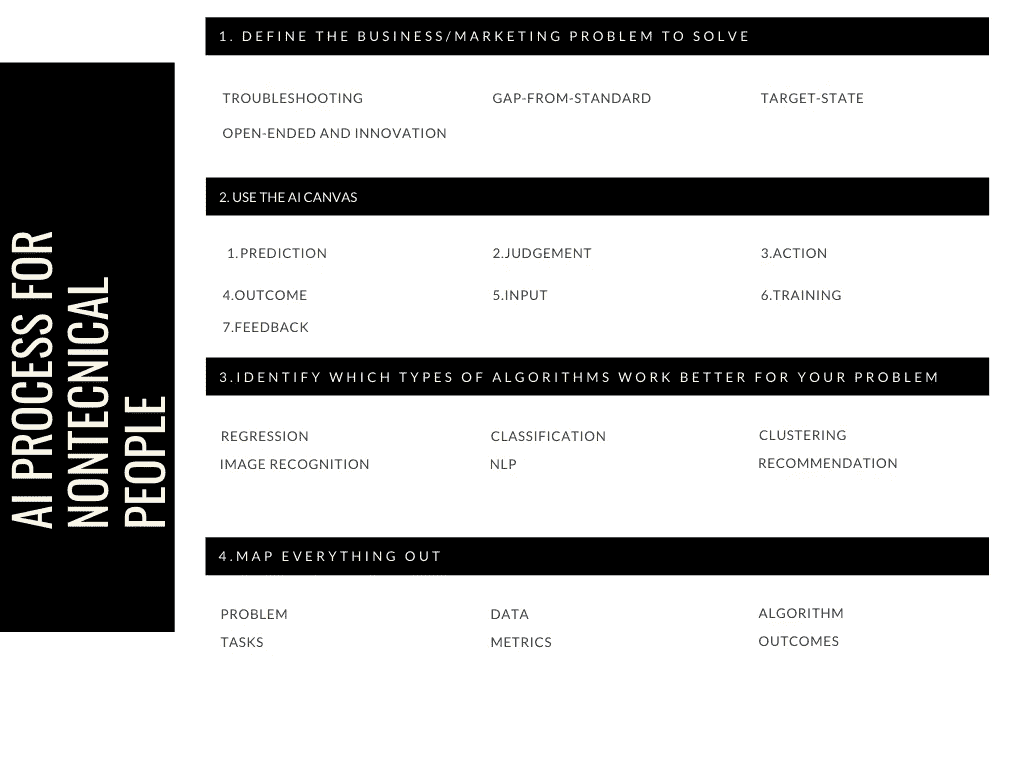 AI PROCESS FOR
NONTECNICAL
PEOPLE
1. DEFINE THE BUSINESS/MARKETING PROBLEM TO SOLVE
TROUBLESHOOTING GAP-FROM-STANDARD TARGET-STATE
OPEN-ENDED AND INNOVATION
2. USE THE AI CANVAS
1.PREDICTION 2.JUDGEMENT 3.ACTION
4.OUTCOME 5.INPUT 6.TRAINING
7.FEEDBACK
3.IDENTIFY WHICH TYPES OF ALGORITHMS WORK BETTER FOR YOUR PROBLEM
REGRESSION CLASSIFICATION CLUSTERING
IMAGE RECOGNITION NLP RECOMMENDATION
4.MAP EVERYTHING OUT
PROBLEM DATA ALGORITHM
TASKS METRICS OUTCOMES